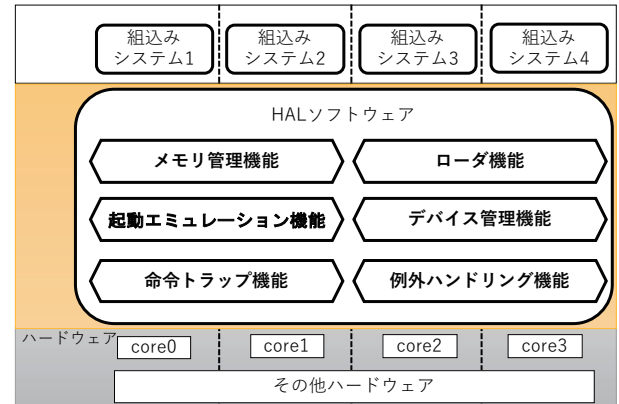 組込み
システム1
組込み
システム2
組込み
システム3
組込み
システム4
HALソフトウェア
メモリ管理機能
ローダ機能
起動エミュレーション機能
デバイス管理機能
命令トラップ機能
例外ハンドリング機能
ハードウェア
core0
core1
core2
core3
その他ハードウェア